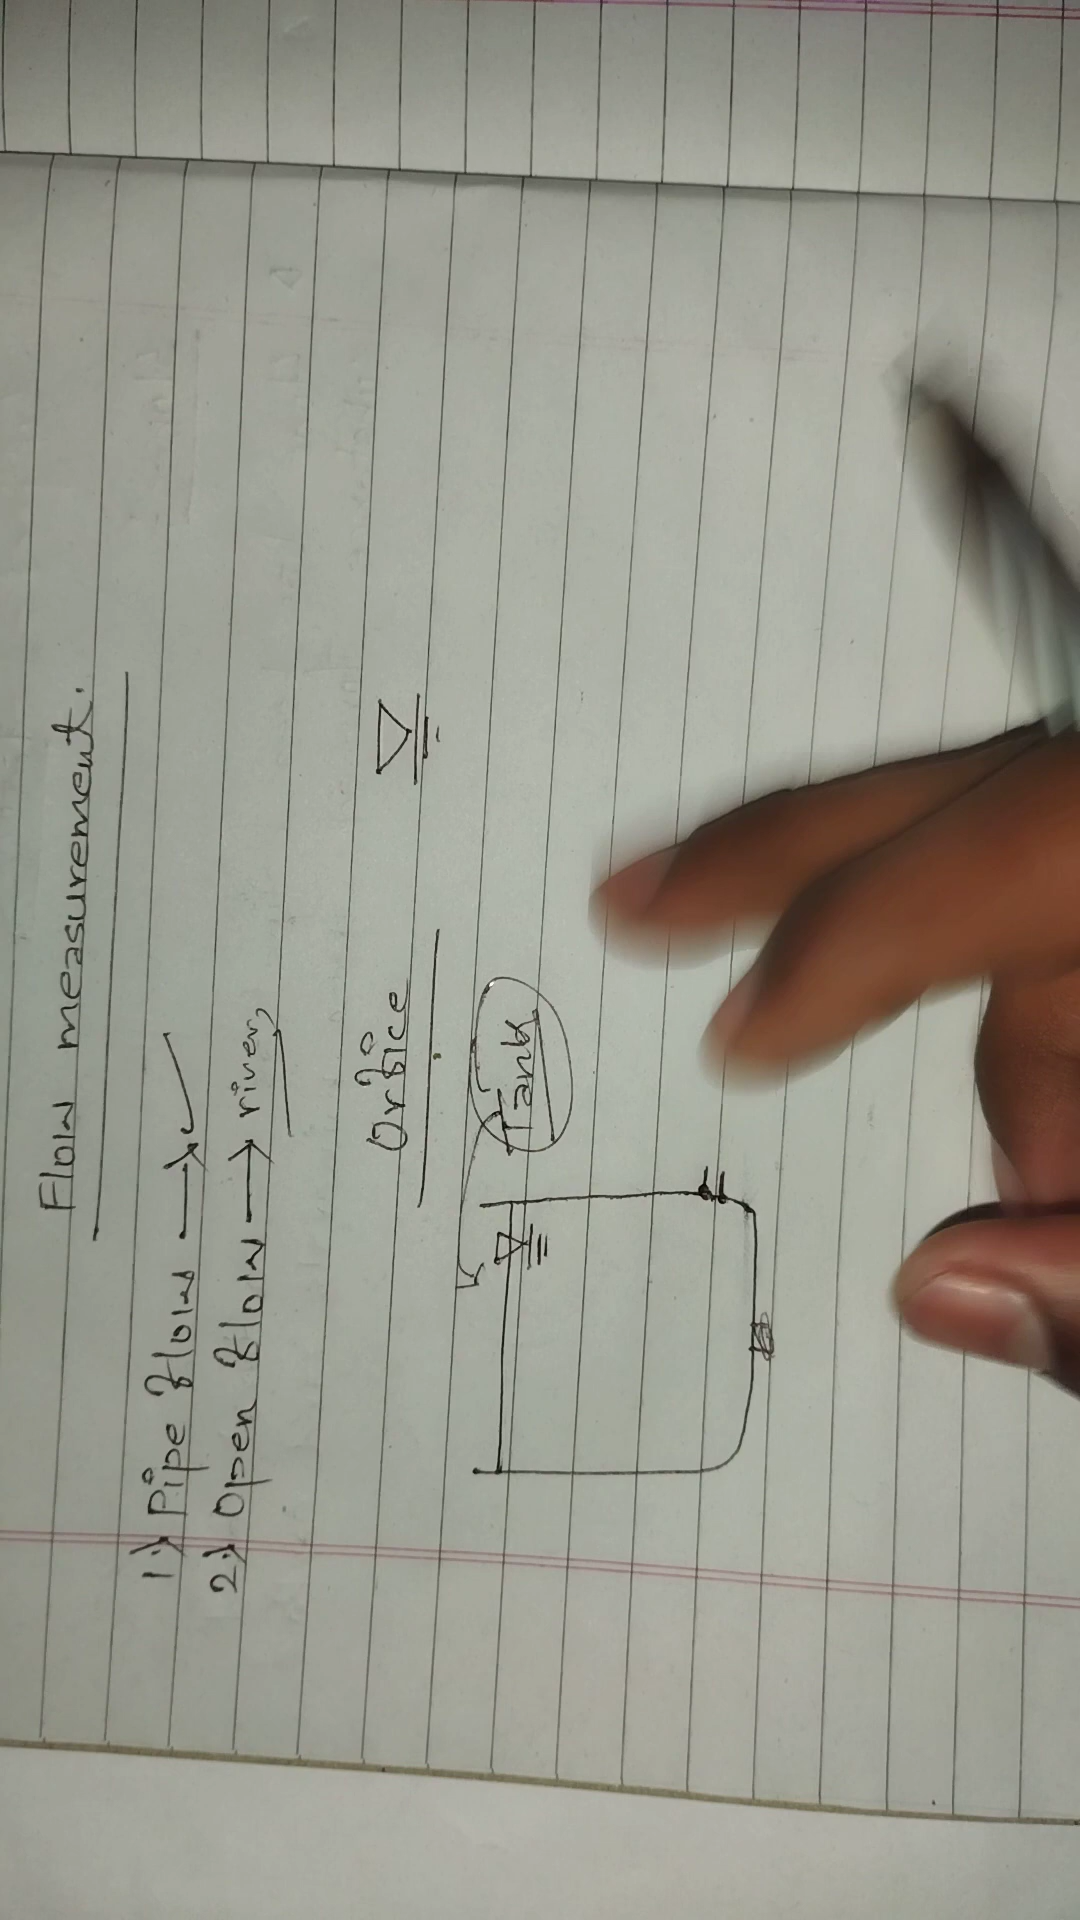 Flow measurement.
1) Pipe flow →
2) Open flow → river,
Orifice
Tank